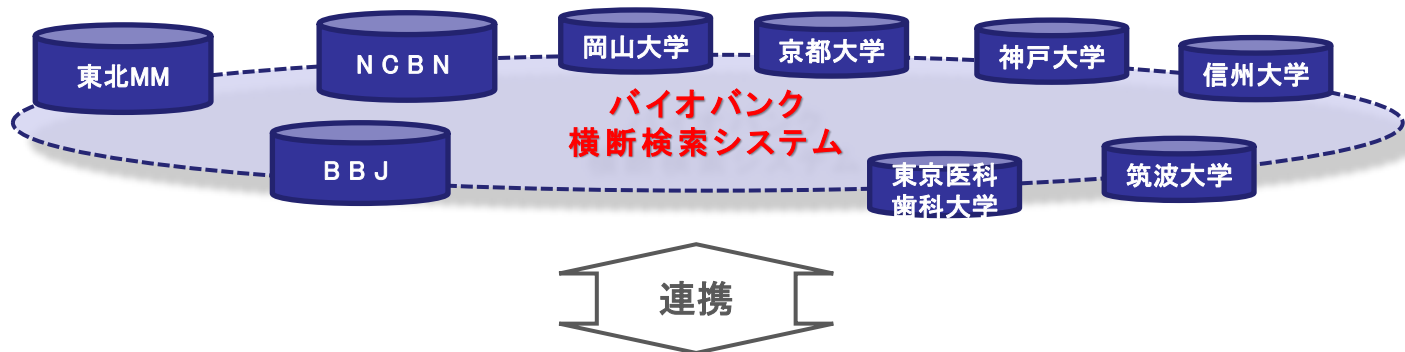 東北MM
NCBN
岡山大学
京都大学
神戸大学
信州大学
バイオバンク
横断検索システム
BBJ
東京医科
歯科大学
筑波大学
連携